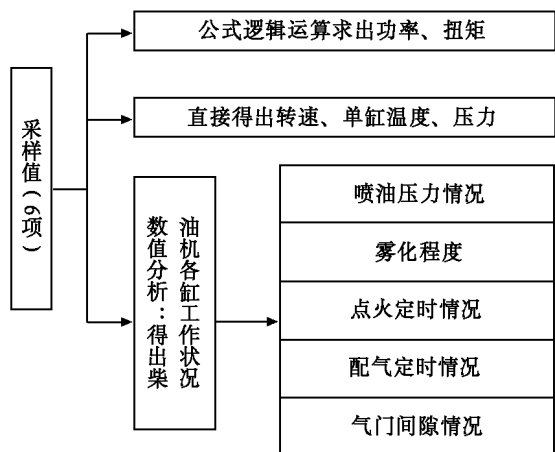 公式逻辑运算求出功率、扭矩
采样值(6项)
直接得出转速、单缸温度、压力
数值分析：得出柴
油机各缸工作状况
喷油压力情况
雾化程度
点火定时情况
配气定时情况
气门间隙情况